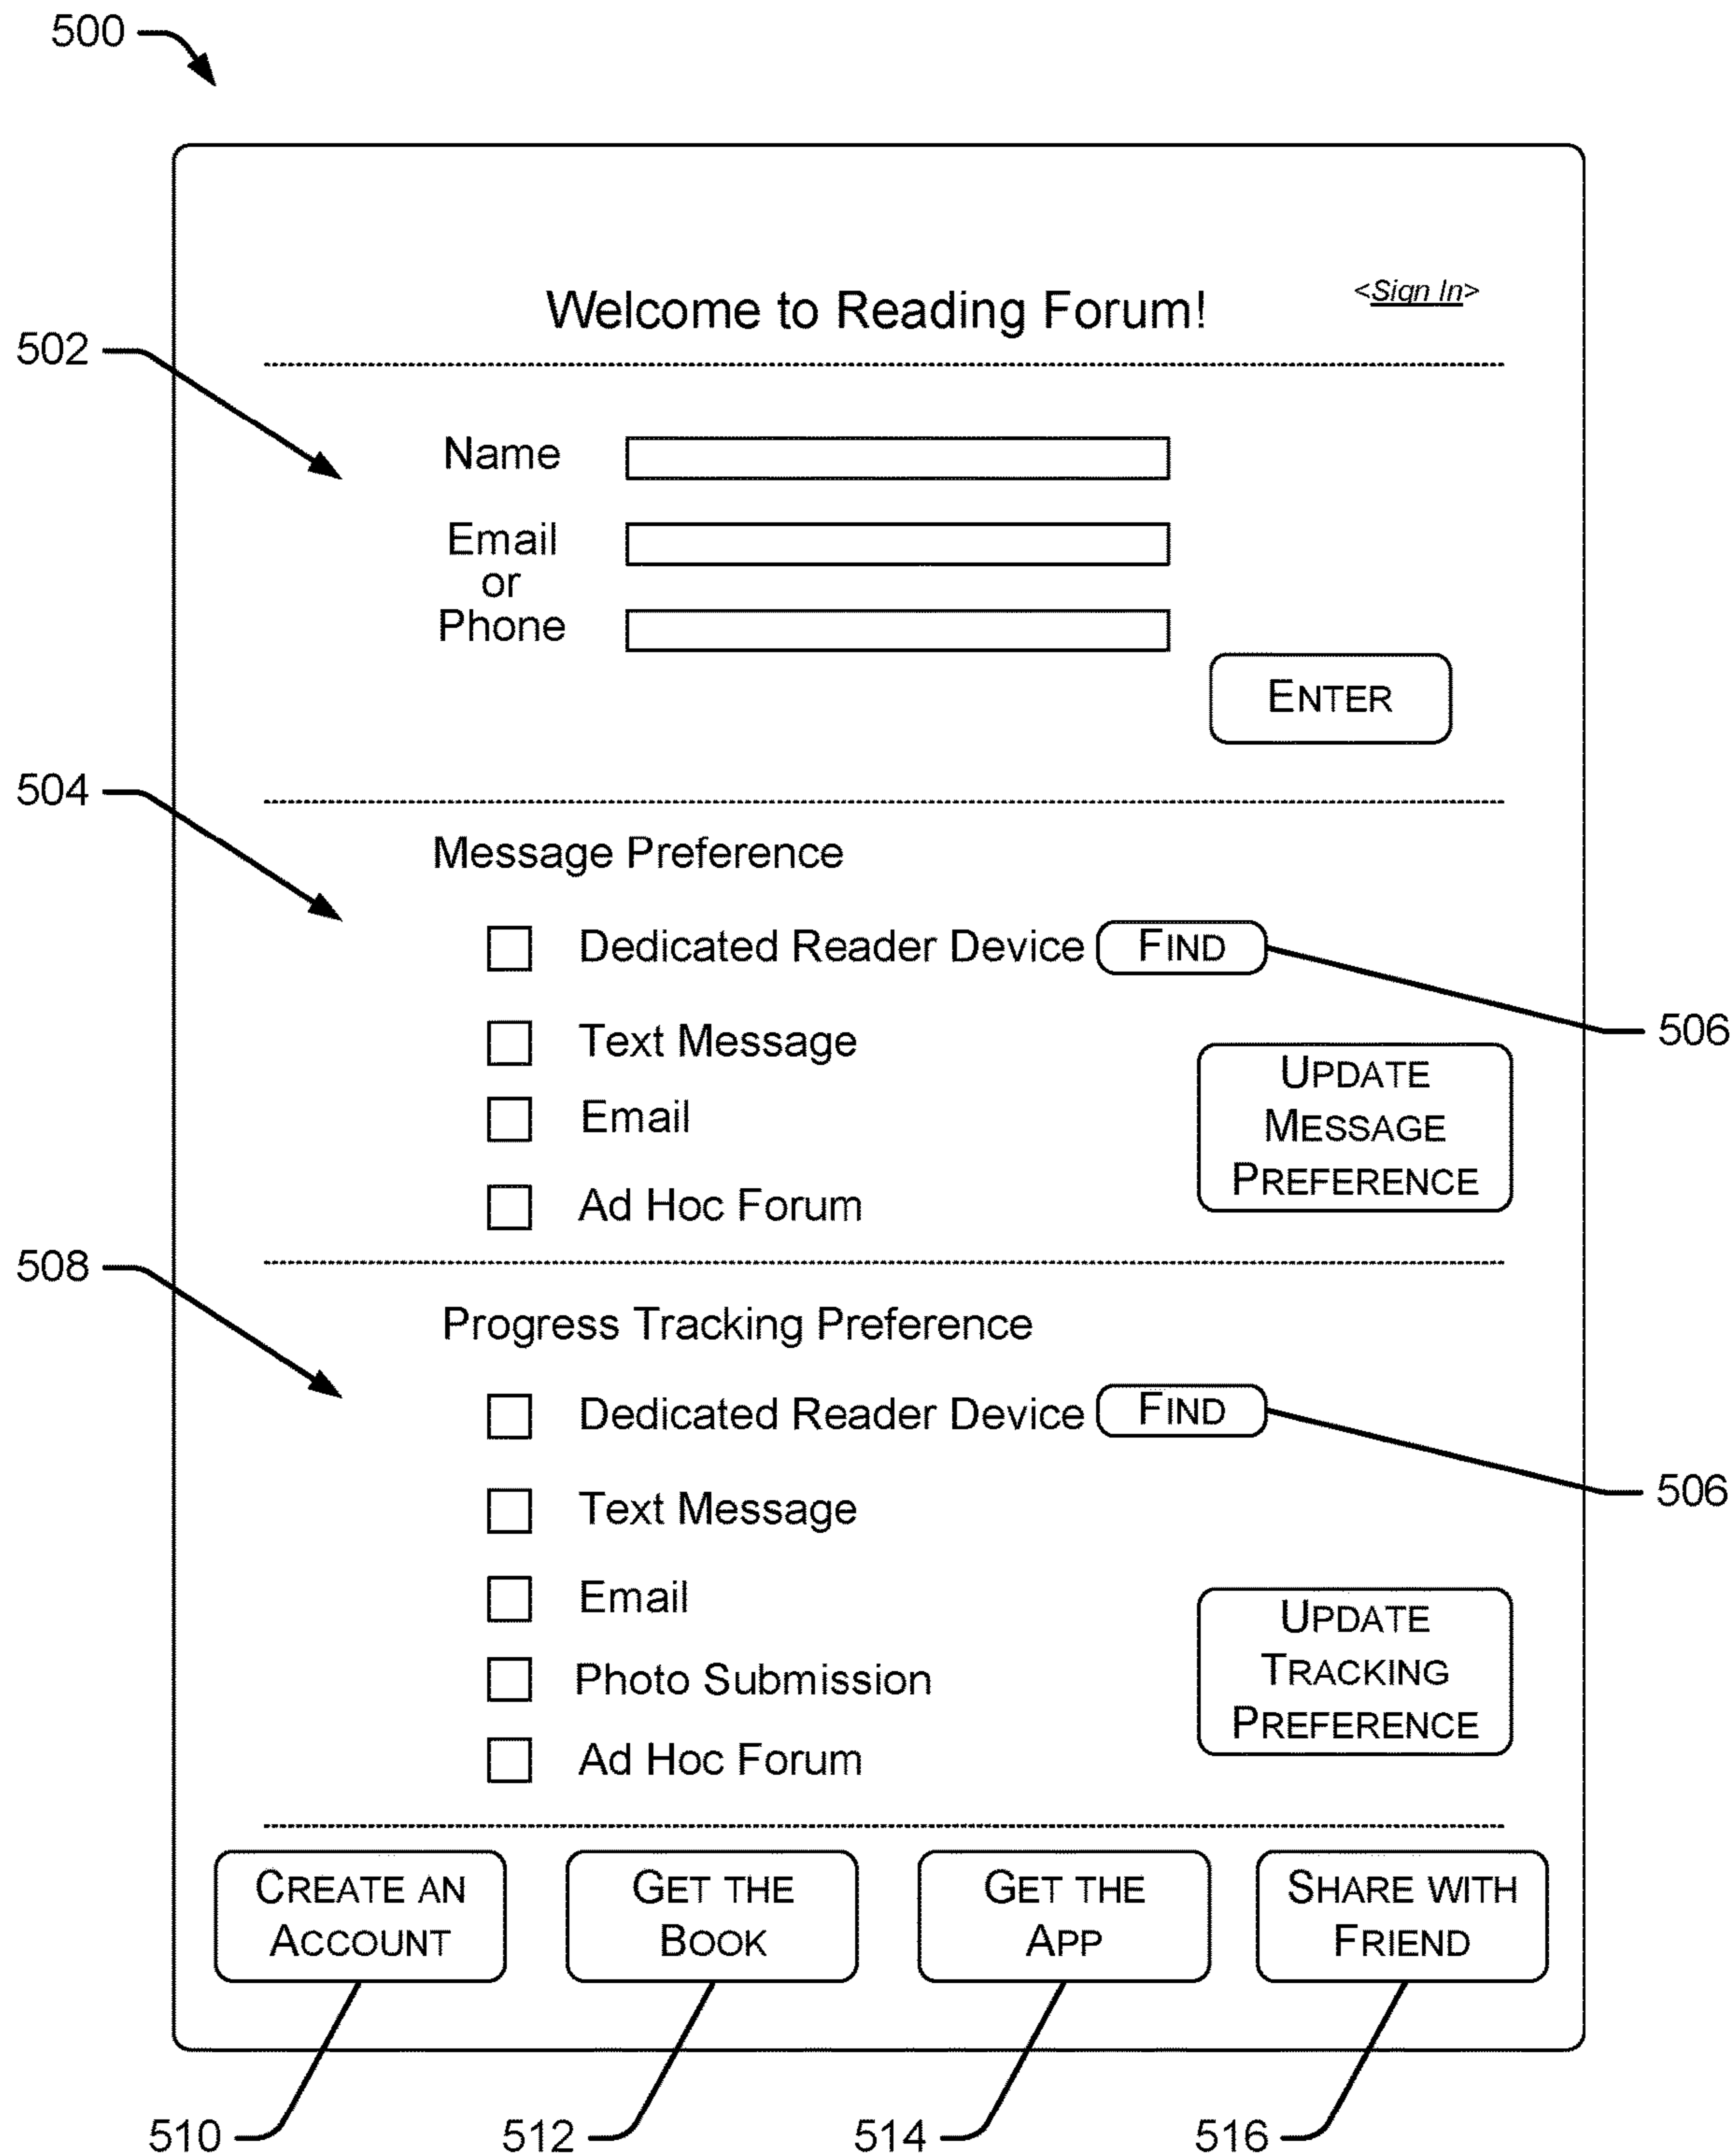 500
Welcome to Reading Forum!
<Sign In>
502
Name
Email
or
Phone
ENTER
504
Message Preference
Dedicated Reader Device FIND
506
Text Message
Email
Ad Hoc Forum
UPDATE
MESSAGE
PREFERENCE
508
Progress Tracking Preference
Dedicated Reader Device FIND
506
Text Message
Email
Photo Submission
Ad Hoc Forum
UPDATE
TRACKING
PREFERENCE
CREATE AN
ACCOUNT
GET THE
BOOK
GET THE
APP
SHARE WITH
FRIEND
510
512
514
516